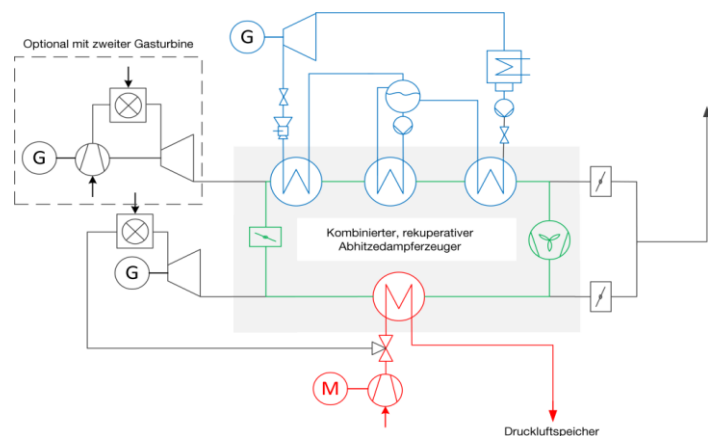 Optional mit zweiter Gasturbine
G
G
G
Kombinierter, rekuperativer
Abhitzedampferzeuger
M
Druckluftspeicher